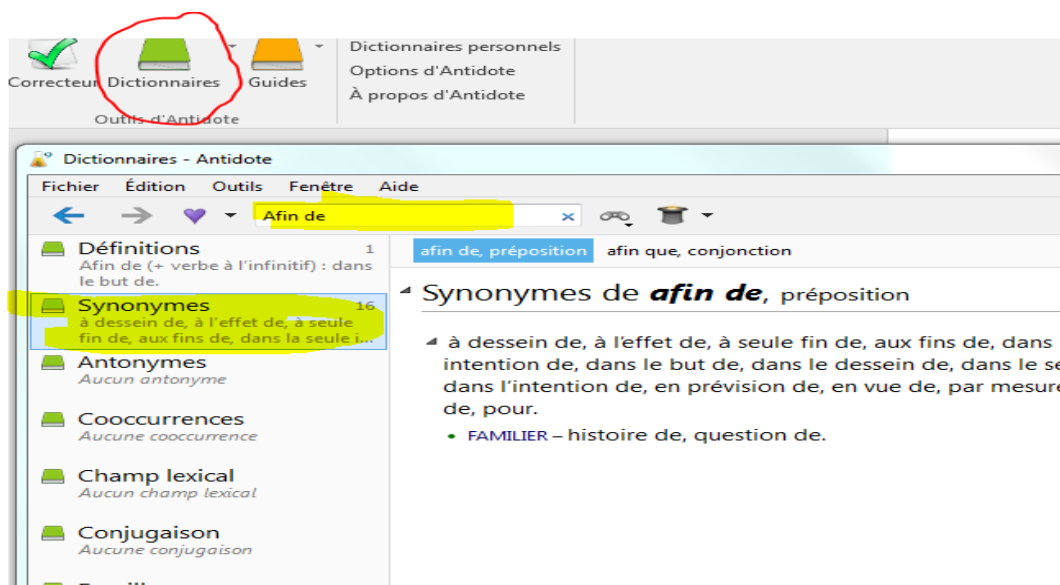 Dictionnaires personnels
Options d'Antidote
À propos d'Antidote
Correcteur Dictionnaires Guides
Outils d'Antidote
Dictionnaires - Antidote
Fichier Édition Outils Fenêtre Aide
Afin de
Définitions 1
Afin de (+ verbe à l'infinitif) : dans
le but de.
Synonymes 16
à dessein de, à l'effet de, à seule
fin de, aux fins de, dans la seule i...
Antonymes
Aucun antonyme
Cooccurrences
Aucune cooccurrence
Champ lexical
Aucun champ lexical
Conjugaison
Aucune conjugaison
afin de, préposition afin que, conjonction
Synonymes de afin de, préposition
à dessein de, à l'effet de, à seule fin de, aux fins de, dans
intention de, dans le but de, dans le dessein de, dans le
dans l'intention de, en prévision de, en vue de, par mesure
de, pour.
• FAMILIER – histoire de, question de.